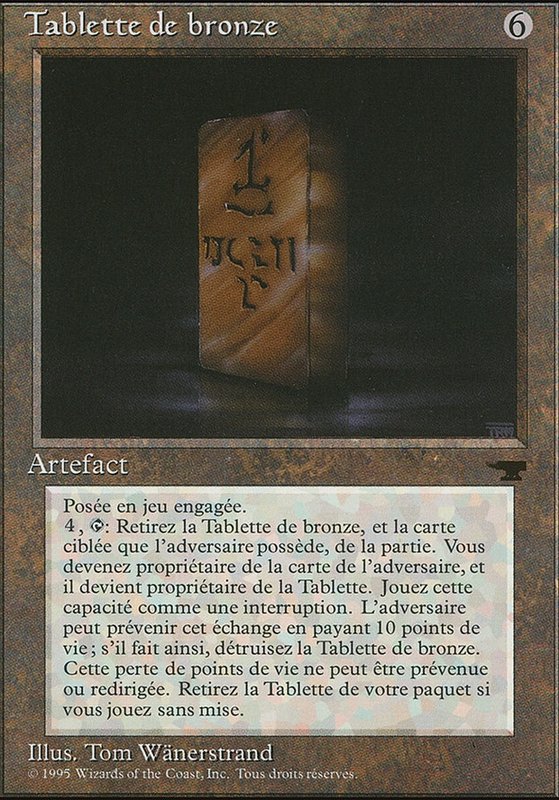 Tablette de bronze 6
Artefact
Posée en jeu engagée.
4, : Retirez la Tablette de bronze, et la carte
ciblée que l'adversaire possède, de la partie. Vous
devenez propriétaire de la carte de l'adversaire, et
il devient propriétaire de la Tablette. Jouez cette
capacité comme une interruption. L'adversaire
peut prévenir cet échange en payant 10 points de
vie ; s'il fait ainsi, détruisez la Tablette de bronze.
Cette perte de points de vie ne peut être prévenue
ou redirigée. Retirez la Tablette de votre paquet si
vous jouez sans mise.
Illus. Tom Wänerstrand
© 1995 Wizards of the Coast, Inc. Tous droits réserves.